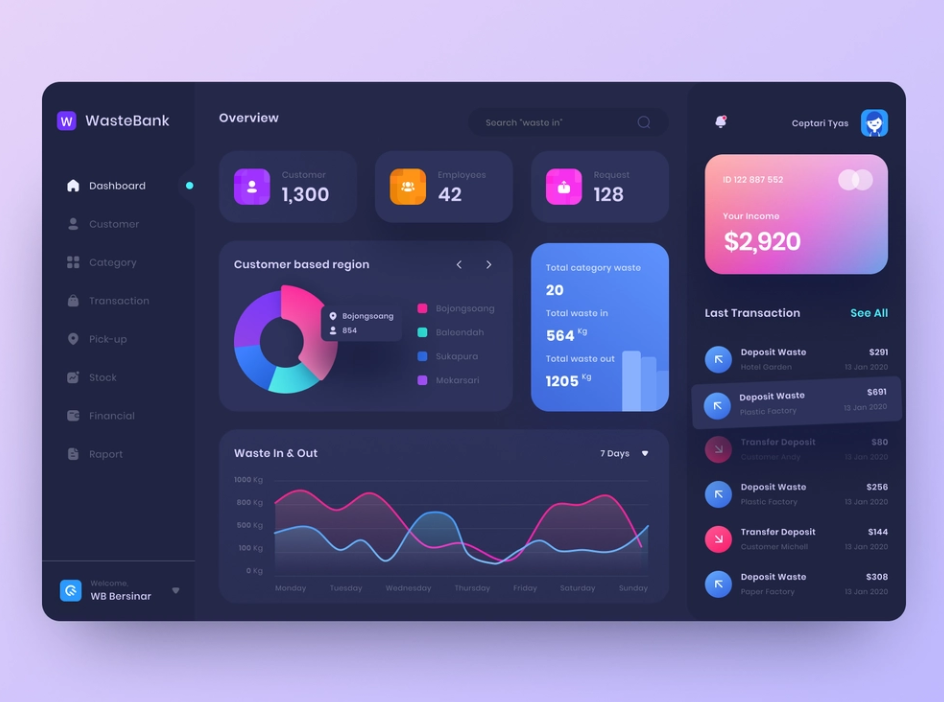 W WasteBank
Dashboard
Customer
Category
Transaction
Pick-up
Stock
Financial
Raport
Welcome,
WB Bersinar
Overview
Search "waste in"
Customer
1,300
Employees
42
Request
128
Customer based region
Bojongsoang
854
Bojongsoang
Baleendah
Sukapura
Mekarsari
Total category waste
20
Total waste in
564 Kg
Total waste out
1205 Kg
Waste In & Out
7 Days
1000 Kg
800 Kg
500 Kg
100 Kg
0 Kg
Monday Tuesday Wednesday Thursday Friday Saturday Sunday
Ceptari Tyas
ID 122 887 552
Your Income
$2,920
Last Transaction See All
Deposit Waste $291
Hotel Garden 13 Jan 2020
Deposit Waste $691
Plastic Factory 13 Jan 2020
Transfer Deposit $80
Customer Andy 13 Jan 2020
Deposit Waste $256
Plastic Factory 13 Jan 2020
Transfer Deposit $144
Customer Michell 13 Jan 2020
Deposit Waste $308
Paper Factory 13 Jan 2020